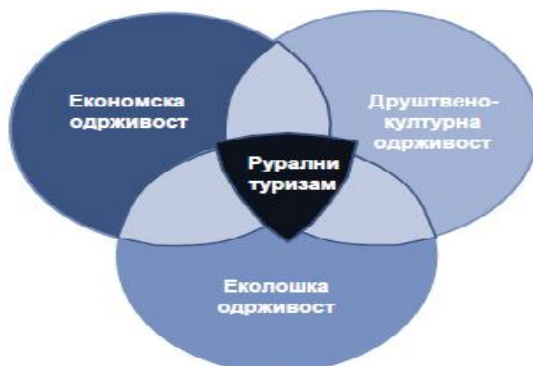 Економска
одрживост
Друштвено-
културна
одрживост
Рурални
туризам
Еколошка
одрживост